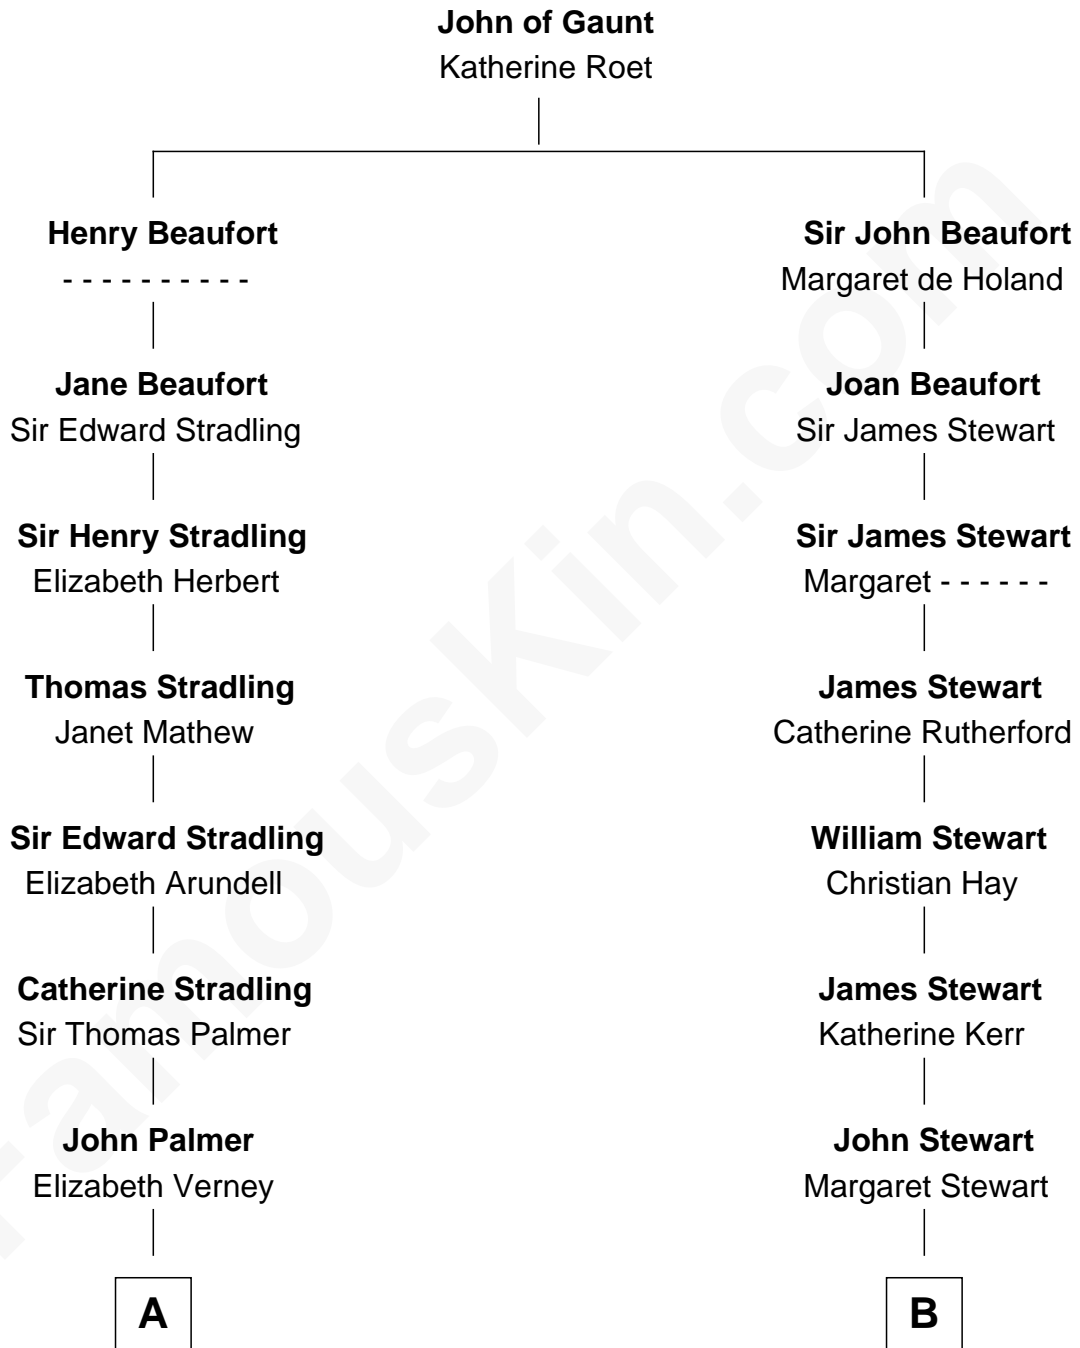 John of Gaunt
Katherine Roet
Henry Beaufort
- - - - - - - - - -
Sir John Beaufort
Margaret de Holand
Jane Beaufort
Sir Edward Stradling
Joan Beaufort
Sir James Stewart
Sir Henry Stradling
Elizabeth Herbert
Sir James Stewart
Margaret - - - - - -
Thomas Stradling
Janet Mathew
James Stewart
Catherine Rutherford
Sir Edward Stradling
Elizabeth Arundell
William Stewart
Christian Hay
Catherine Stradling
Sir Thomas Palmer
James Stewart
Katherine Kerr
John Palmer
Elizabeth Verney
John Stewart
Margaret Stewart
A
B
FamousKin.com